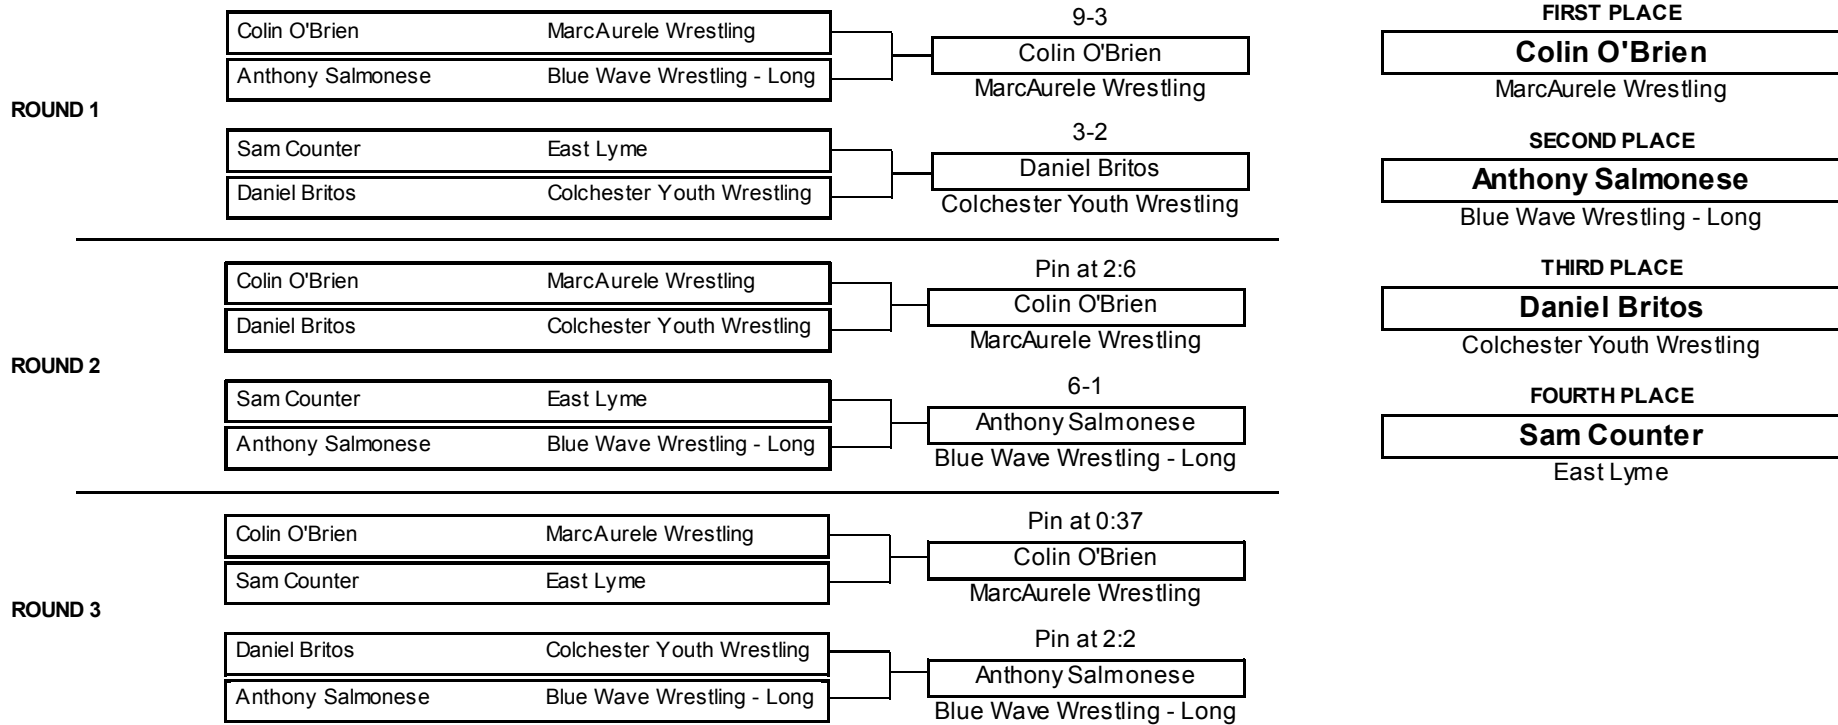 ROUND 1
Colin O'Brien MarcAurele Wrestling
Anthony Salmonese Blue Wave Wrestling - Long
9-3
Colin O'Brien
MarcAurele Wrestling
Sam Counter East Lyme
Daniel Britos Colchester Youth Wrestling
3-2
Daniel Britos
Colchester Youth Wrestling
ROUND 2
Colin O'Brien MarcAurele Wrestling
Daniel Britos Colchester Youth Wrestling
Pin at 2:6
Colin O'Brien
MarcAurele Wrestling
Sam Counter East Lyme
Anthony Salmonese Blue Wave Wrestling - Long
6-1
Anthony Salmonese
Blue Wave Wrestling - Long
ROUND 3
Colin O'Brien MarcAurele Wrestling
Sam Counter East Lyme
Pin at 0:37
Colin O'Brien
MarcAurele Wrestling
Daniel Britos Colchester Youth Wrestling
Anthony Salmonese Blue Wave Wrestling - Long
Pin at 2:2
Anthony Salmonese
Blue Wave Wrestling - Long
FIRST PLACE
Colin O'Brien
MarcAurele Wrestling
SECOND PLACE
Anthony Salmonese
Blue Wave Wrestling - Long
THIRD PLACE
Daniel Britos
Colchester Youth Wrestling
FOURTH PLACE
Sam Counter
East Lyme